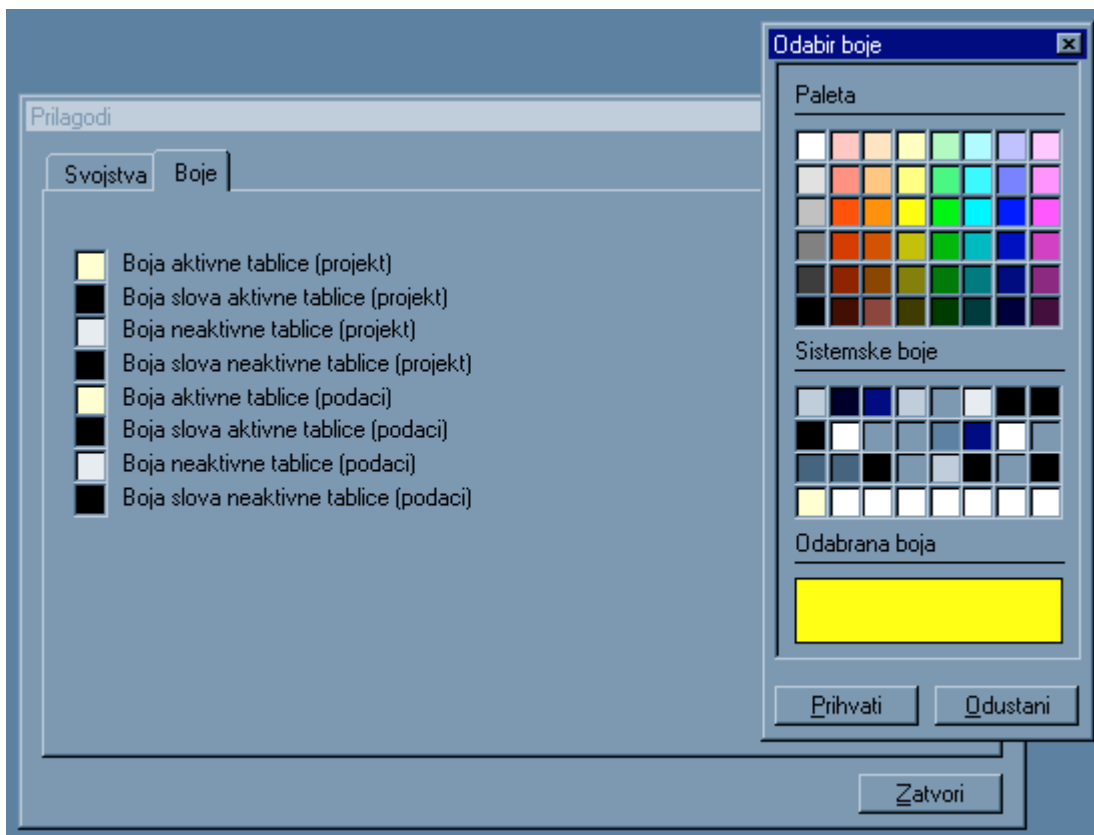 Odabir boje
Paleta
Prilagodi
Svojstva
Boje
Boja aktivne tablice (projekt)
Boja slova aktivne tablice (projekt)
Boja neaktivne tablice (projekt)
Boja slova neaktivne tablice (projekt)
Boja aktivne tablice (podaci)
Boja slova aktivne tablice (podaci)
Boja neaktivne tablice (podaci)
Boja slova neaktivne tablice (podaci)
Sistemske boje
Odabrana boja
Prihvati
Odustani
Zatvori